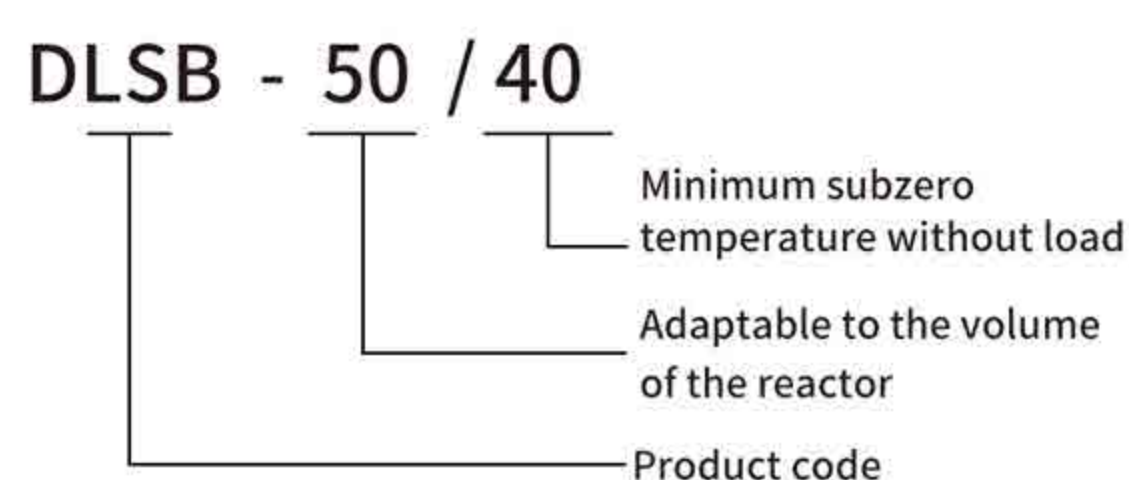 DLSB - 50 / 40
Minimum subzero
temperature without load
Adaptable to the volume
of the reactor
Product code